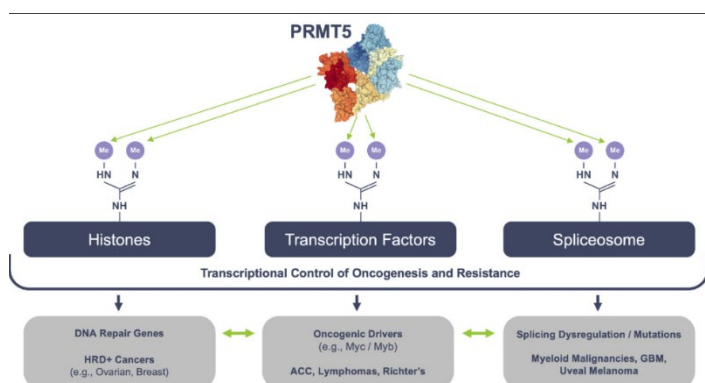 PRMT5
Me Me Me Me Me Me
HN N HN N HN N
NH NH NH
Histones Transcription Factors Spliceosome
Transcriptional Control of Oncogenesis and Resistance
DNA Repair Genes
HRD+ Cancers
(e.g., Ovarian, Breast)
Oncogenic Drivers
(e.g., Myc / Myb)
ACC, Lymphomas, Richter's
Splicing Dysregulation / Mutations
Myeloid Malignancies, GBM,
Uveal Melanoma